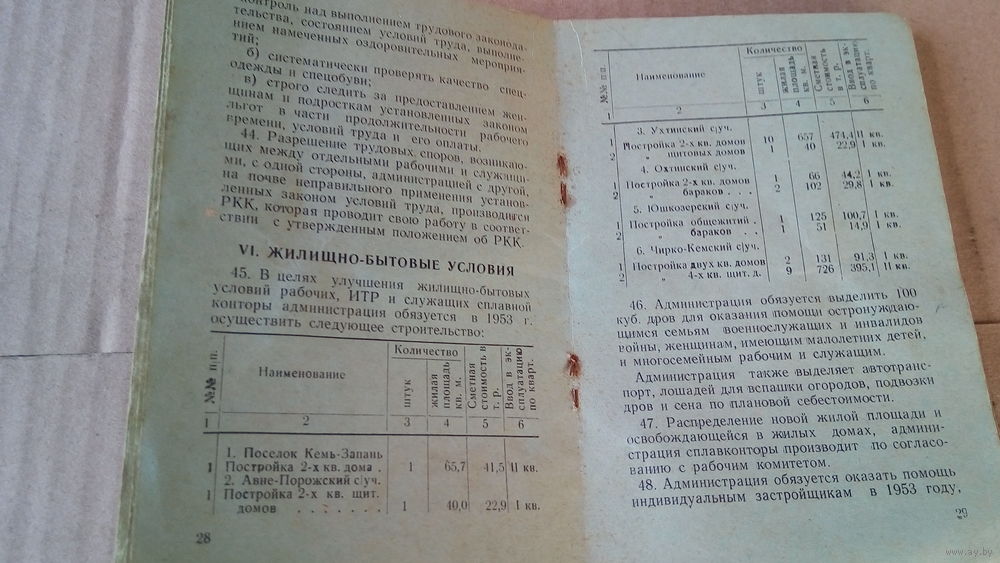 контроль над выполнением трудового законода-
тельства, состоянием условий труда, выполне-
нием намеченных оздоровительных мероприя-
тий;
б) систематически проверять качество спец-
одежды и спецобуви;
в) строго следить за предоставлением жен-
щинам и подросткам установленных законом
льгот в части продолжительности рабочего
времени, условий труда и его оплаты.
44. Разрешение трудовых споров, возникаю-
щих между отдельными рабочими и служащи-
ми, с одной стороны, администрацией с другой,
на почве неправильного применения установ-
ленных законом условий труда, производится
РКК, которая проводит свою работу в соответ-
ствии с утвержденным положением об РКК.
VI. ЖИЛИЩНО-БЫТОВЫЕ УСЛОВИЯ
45. В целях улучшения жилищно-бытовых
условий рабочих, ИТР и служащих сплавной
конторы администрация обязуется в 1953 г.
осуществить следующее строительство:
№№ п.п. Наименование Количество штук жилая площадь кв. м. Сметная стоимость в т. р. Ввод в эк-сплуатацию по кварт.
1 2 3 4 5 6
1. Поселок Кемь-Запань
1 Постройка 2-х кв. дома . 1 65,7 41,5 II кв.
2. Авне-Порожский с/уч.
1 Постройка 2-х кв. щит.
домов . . . . . . . 1 40,0 22,9 I кв.
28
№№ п.п. Наименование Количество штук жилая площадь кв. м. Сметная стоимость в т. р. Ввод в эк-сплуатацию по кварт.
1 2 3 4 5 6
3. Ухтинский с/уч.
1 Постройка 2-х кв. домов 10 657 474,4 II кв.
2 " щитовых домов 1 40 22,9 I кв.
4. Охтинский с/уч.
1 Постройка 2-х кв. домов 1 66 44,2 I кв.
2 " бараков . . . 2 102 29,8 I кв.
5. Юшкозерский с/уч.
1 Постройка общежитий . 1 125 100,7 I кв.
2 " бараков . . 1 51 14,9 I кв.
6. Чирко-Кемский с/уч.
1 Постройка двух кв. домов 2 131 91,3 I кв.
2 " 4-х кв. щит. д. 9 726 395,1 II кв.
46. Администрация обязуется выделить 100
куб. дров для оказания помощи остронуждаю-
щимся семьям военнослужащих и инвалидов
войны, женщинам, имеющим малолетних детей,
и многосемейным рабочим и служащим.
Администрация также выделяет автотранс-
порт, лошадей для вспашки огородов, подвозки
дров и сена по плановой себестоимости.
47. Распределение новой жилой площади и
освобождающейся в жилых домах, админи-
страция сплавконторы производит по согласо-
ванию с рабочим комитетом.
48. Администрация обязуется оказать помощь
индивидуальным застройщикам в 1953 году,
29
www.ay.by